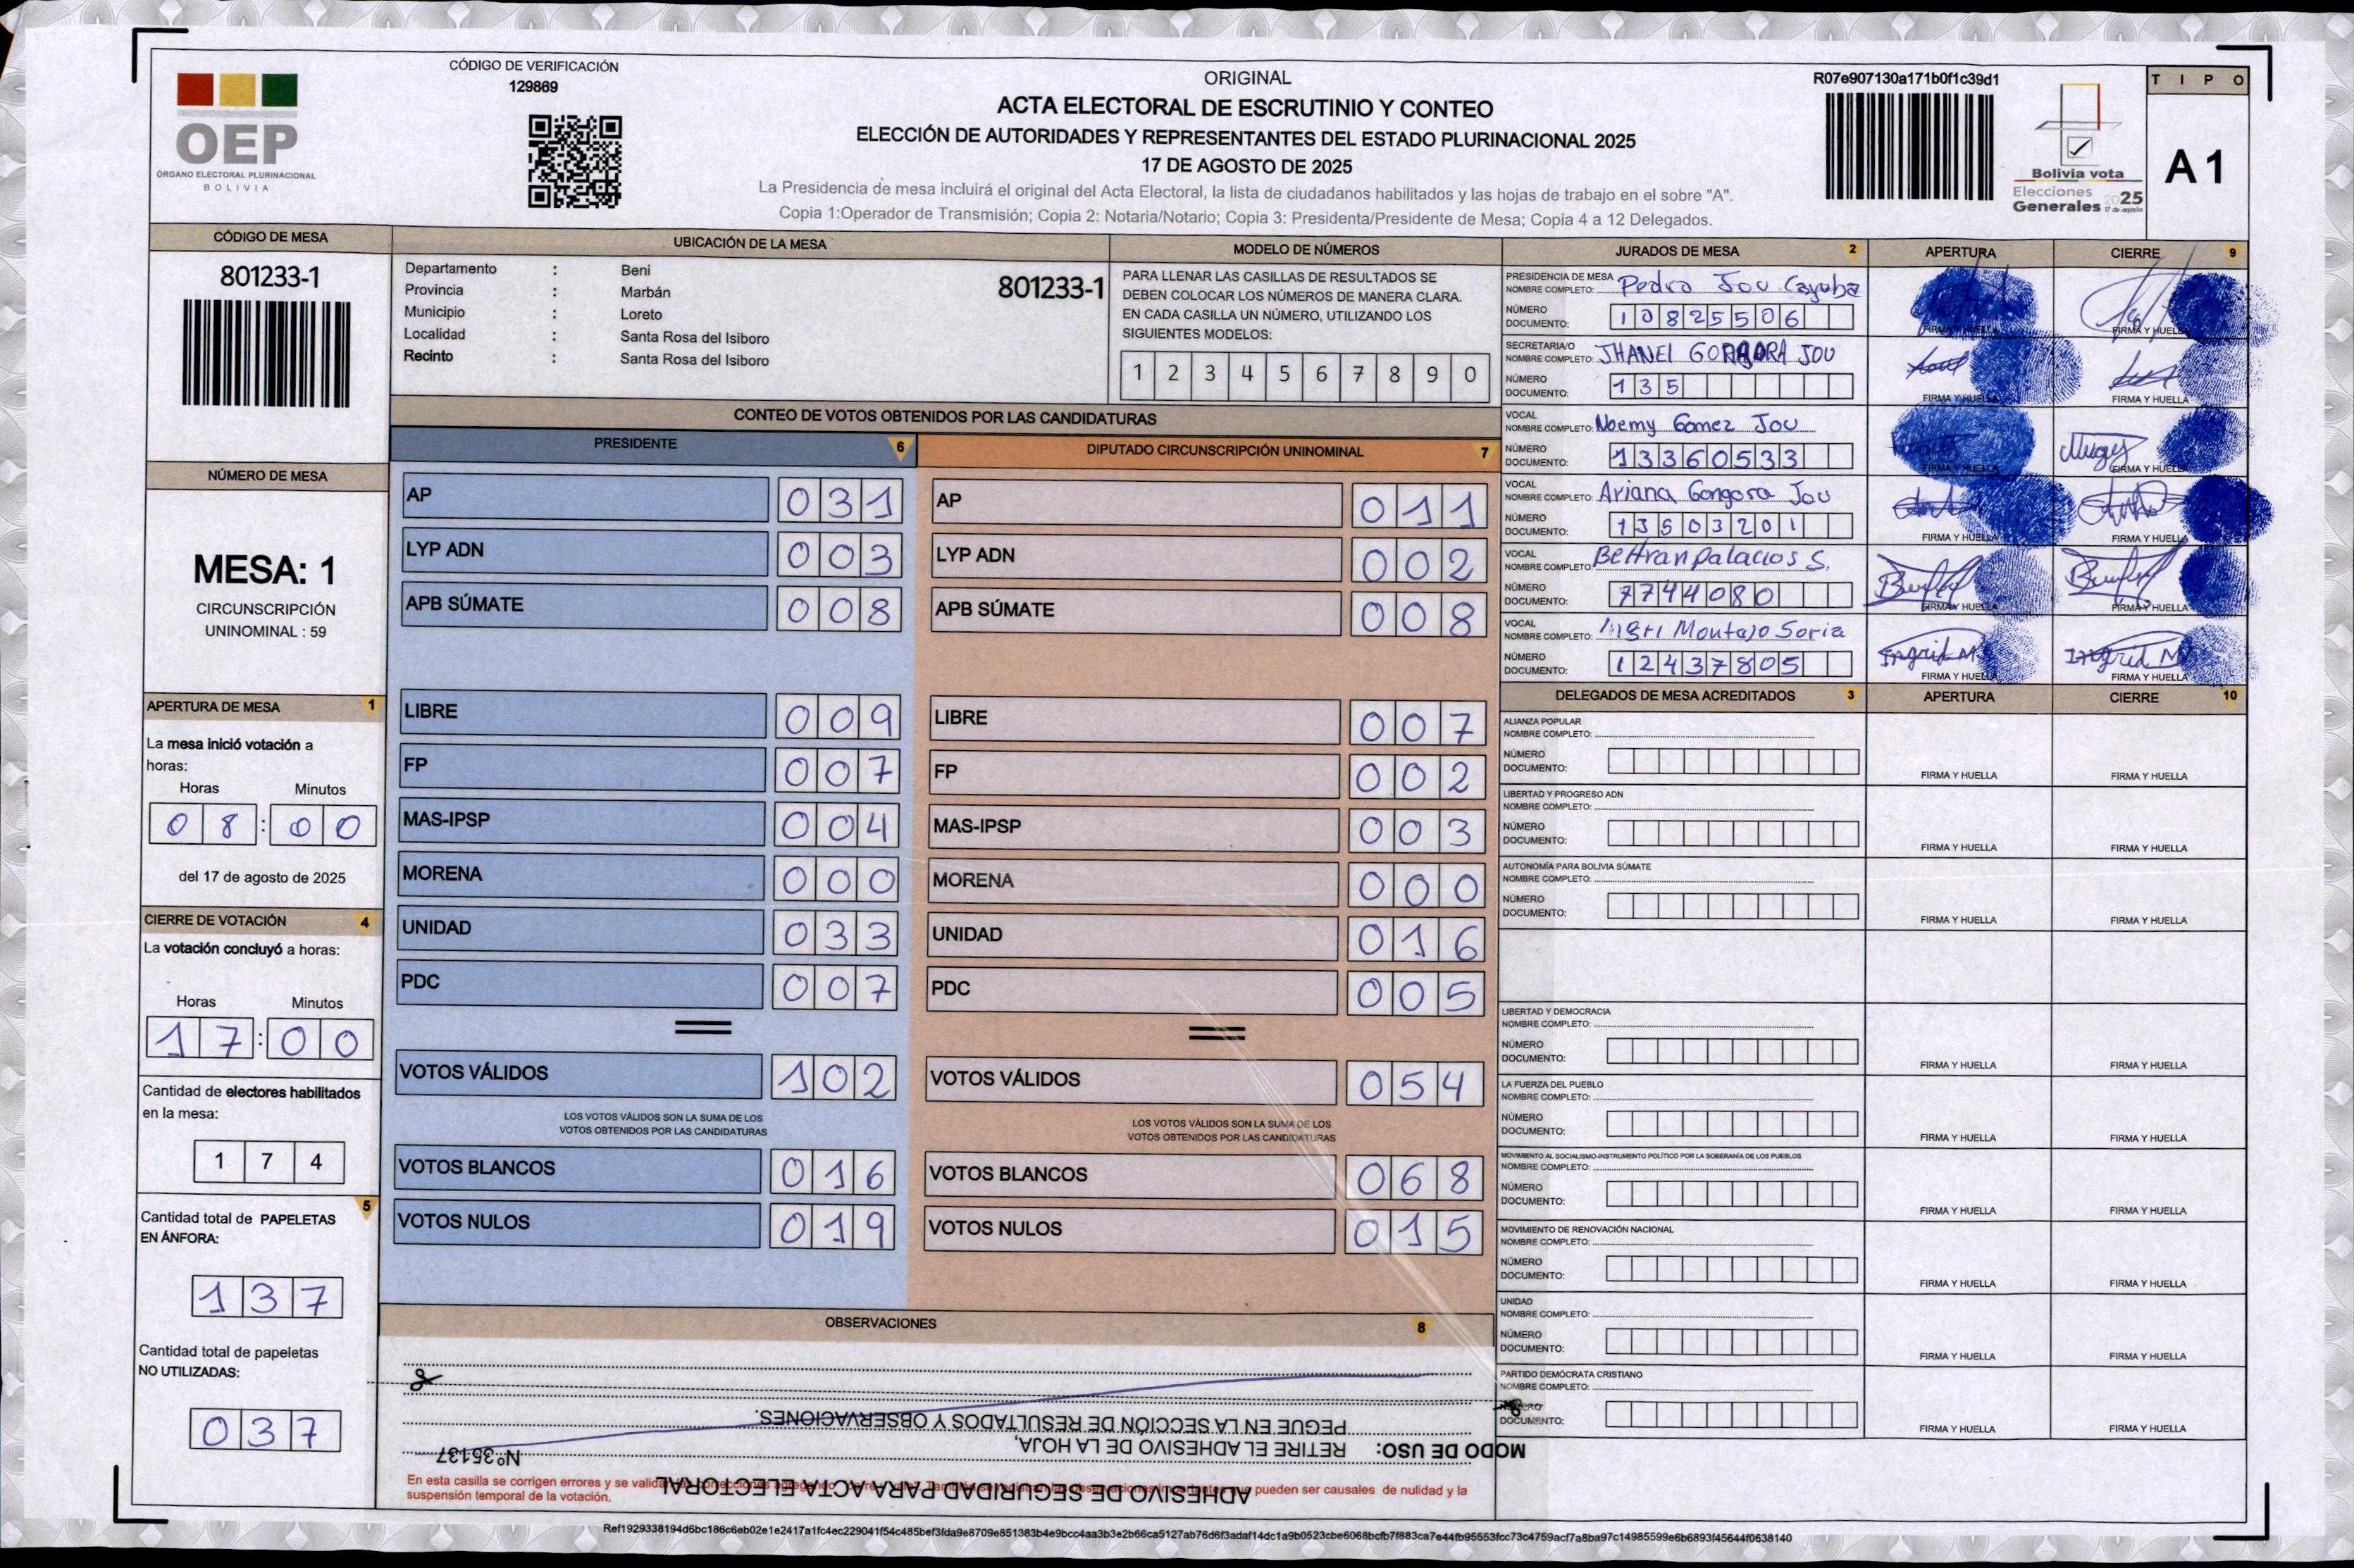 CÓDIGO DE VERIFICACIÓN
129869
OEP
ÓRGANO ELECTORAL PLURINACIONAL
BOLIVIA
ORIGINAL
ACTA ELECTORAL DE ESCRUTINIO Y CONTEO
ELECCIÓN DE AUTORIDADES Y REPRESENTANTES DEL ESTADO PLURINACIONAL 2025
17 DE AGOSTO DE 2025
La Presidencia de mesa incluirá el original del Acta Electoral, la lista de ciudadanos habilitados y las hojas de trabajo en el sobre "A".
Copia 1:Operador de Transmisión; Copia 2: Notaria/Notario; Copia 3: Presidenta/Presidente de Mesa; Copia 4 a 12 Delegados.
R07e907130a171b0f1c39d1
Bolivia vota
Elecciones
Generales 2025
17 de agosto
TIPO
A 1
CÓDIGO DE MESA
801233-1
NÚMERO DE MESA
MESA: 1
CIRCUNSCRIPCIÓN
UNINOMINAL : 59
APERTURA DE MESA 1
La mesa inició votación a
horas:
Horas Minutos
08:00
del 17 de agosto de 2025
CIERRE DE VOTACIÓN 4
La votación concluyó a horas:
Horas Minutos
17:00
Cantidad de electores habilitados
en la mesa:
174
5
Cantidad total de PAPELETAS
EN ÁNFORA:
137
Cantidad total de papeletas
NO UTILIZADAS:
037
UBICACIÓN DE LA MESA
Departamento : Beni
Provincia : Marbán
Municipio : Loreto
Localidad : Santa Rosa del Isiboro
Recinto : Santa Rosa del Isiboro
801233-1
MODELO DE NÚMEROS
PARA LLENAR LAS CASILLAS DE RESULTADOS SE
DEBEN COLOCAR LOS NÚMEROS DE MANERA CLARA.
EN CADA CASILLA UN NÚMERO, UTILIZANDO LOS
SIGUIENTES MODELOS:
1 2 3 4 5 6 7 8 9 0
CONTEO DE VOTOS OBTENIDOS POR LAS CANDIDATURAS
PRESIDENTE 6
AP 031
LYP ADN 003
APB SÚMATE 008
LIBRE 009
FP 007
MAS-IPSP 004
MORENA 000
UNIDAD 033
PDC 007
VOTOS VÁLIDOS 102
LOS VOTOS VÁLIDOS SON LA SUMA DE LOS
VOTOS OBTENIDOS POR LAS CANDIDATURAS
VOTOS BLANCOS 016
VOTOS NULOS 019
DIPUTADO CIRCUNSCRIPCIÓN UNINOMINAL 7
AP 011
LYP ADN 002
APB SÚMATE 008
LIBRE 007
FP 002
MAS-IPSP 003
MORENA 000
UNIDAD 016
PDC 005
VOTOS VÁLIDOS 054
LOS VOTOS VÁLIDOS SON LA SUMA DE LOS
VOTOS OBTENIDOS POR LAS CANDIDATURAS
VOTOS BLANCOS 068
VOTOS NULOS 015
OBSERVACIONES 8
PEGUE EN LA SECCIÓN DE RESULTADOS Y OBSERVACIONES.
MODO DE USO: RETIRE EL ADHESIVO DE LA HOJA,
Nº 35137
ADHESIVO DE SEGURIDAD PARA ACTA ELECTORAL
En esta casilla se corrigen errores y se pueden ser causales de nulidad y la
suspensión temporal de la votación.
JURADOS DE MESA 2 APERTURA CIERRE 9
PRESIDENCIA DE MESA
NOMBRE COMPLETO: Pedro Jou Cayuba
NÚMERO
DOCUMENTO: 10825506
FIRMA Y HUELLA FIRMA Y HUELLA
SECRETARIA/O
NOMBRE COMPLETO: JHANEL GONGORA JOU
NÚMERO
DOCUMENTO: 135
FIRMA Y HUELLA FIRMA Y HUELLA
VOCAL
NOMBRE COMPLETO: Noemy Gomez Jou
NÚMERO
DOCUMENTO: 13360533
FIRMA Y HUELLA FIRMA Y HUELLA
VOCAL
NOMBRE COMPLETO: Ariana Gongora Jou
NÚMERO
DOCUMENTO: 13503201
FIRMA Y HUELLA FIRMA Y HUELLA
VOCAL
NOMBRE COMPLETO: Beltran palacios S.
NÚMERO
DOCUMENTO: 7744080
FIRMA Y HUELLA FIRMA Y HUELLA
VOCAL
NOMBRE COMPLETO: Montajo Soria
NÚMERO
DOCUMENTO: 12437805
Ingrid M Ingrid M
FIRMA Y HUELLA FIRMA Y HUELLA
DELEGADOS DE MESA ACREDITADOS 3 APERTURA CIERRE 10
ALIANZA POPULAR
NOMBRE COMPLETO:
NÚMERO
DOCUMENTO:
FIRMA Y HUELLA FIRMA Y HUELLA
LIBERTAD Y PROGRESO ADN
NOMBRE COMPLETO:
NÚMERO
DOCUMENTO:
FIRMA Y HUELLA FIRMA Y HUELLA
AUTONOMÍA PARA BOLIVIA SÚMATE
NOMBRE COMPLETO:
NÚMERO
DOCUMENTO:
FIRMA Y HUELLA FIRMA Y HUELLA
LIBERTAD Y DEMOCRACIA
NOMBRE COMPLETO:
NÚMERO
DOCUMENTO:
FIRMA Y HUELLA FIRMA Y HUELLA
LA FUERZA DEL PUEBLO
NOMBRE COMPLETO:
NÚMERO
DOCUMENTO:
FIRMA Y HUELLA FIRMA Y HUELLA
MOVIMIENTO AL SOCIALISMO-INSTRUMENTO POLÍTICO POR LA SOBERANÍA DE LOS PUEBLOS
NOMBRE COMPLETO:
NÚMERO
DOCUMENTO:
FIRMA Y HUELLA FIRMA Y HUELLA
MOVIMIENTO DE RENOVACIÓN NACIONAL
NOMBRE COMPLETO:
NÚMERO
DOCUMENTO:
FIRMA Y HUELLA FIRMA Y HUELLA
UNIDAD
NOMBRE COMPLETO:
NÚMERO
DOCUMENTO:
FIRMA Y HUELLA FIRMA Y HUELLA
PARTIDO DEMÓCRATA CRISTIANO
NOMBRE COMPLETO:
NÚMERO
DOCUMENTO:
FIRMA Y HUELLA FIRMA Y HUELLA